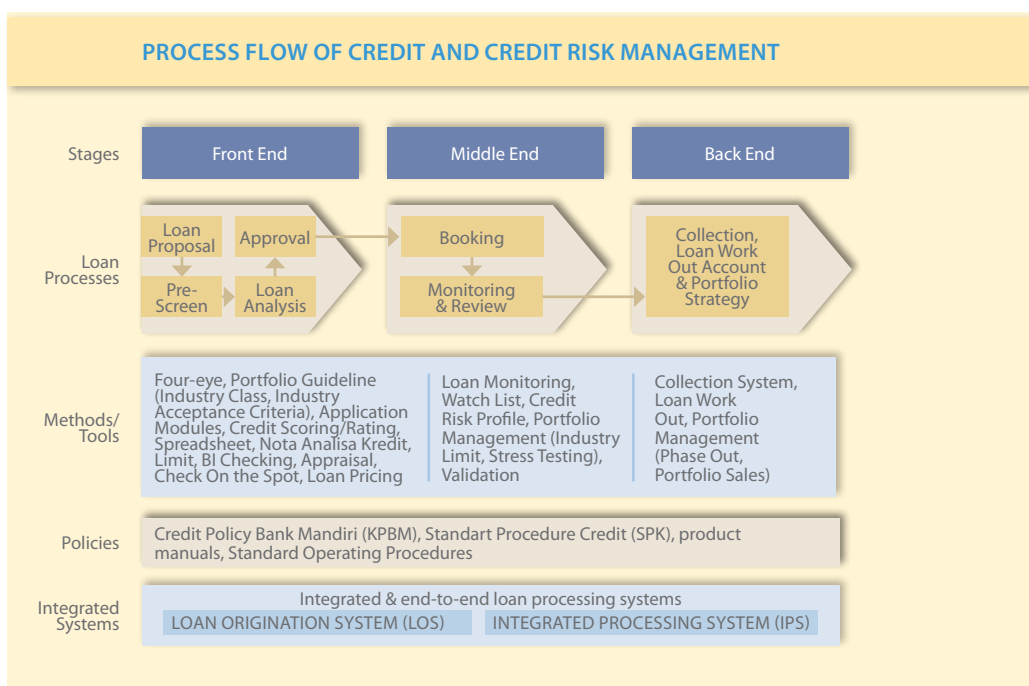 PROCESS FLOW OF CREDIT AND CREDIT RISK MANAGEMENT
Stages
Front End
Middle End
Back End
Loan
Processes
Loan
Proposal
Pre-
Screen
Approval
Loan
Analysis
Booking
Monitoring
& Review
Collection,
Loan Work
Out Account
& Portfolio
Strategy
Methods/
Tools
Four-eye, Portfolio Guideline
(Industry Class, Industry
Acceptance Criteria), Application
Modules, Credit Scoring/Rating,
Spreadsheet, Nota Analisa Kredit,
Limit, BI Checking, Appraisal,
Check On the Spot, Loan Pricing
Loan Monitoring,
Watch List, Credit
Risk Profile, Portfolio
Management (Industry
Limit, Stress Testing),
Validation
Collection System,
Loan Work
Out, Portfolio
Management
(Phase Out,
Portfolio Sales)
Policies
Credit Policy Bank Mandiri (KPBM), Standart Procedure Credit (SPK), product
manuals, Standard Operating Procedures
Integrated
Systems
Integrated & end-to-end loan processing systems
LOAN ORIGINATION SYSTEM (LOS)
INTEGRATED PROCESSING SYSTEM (IPS)